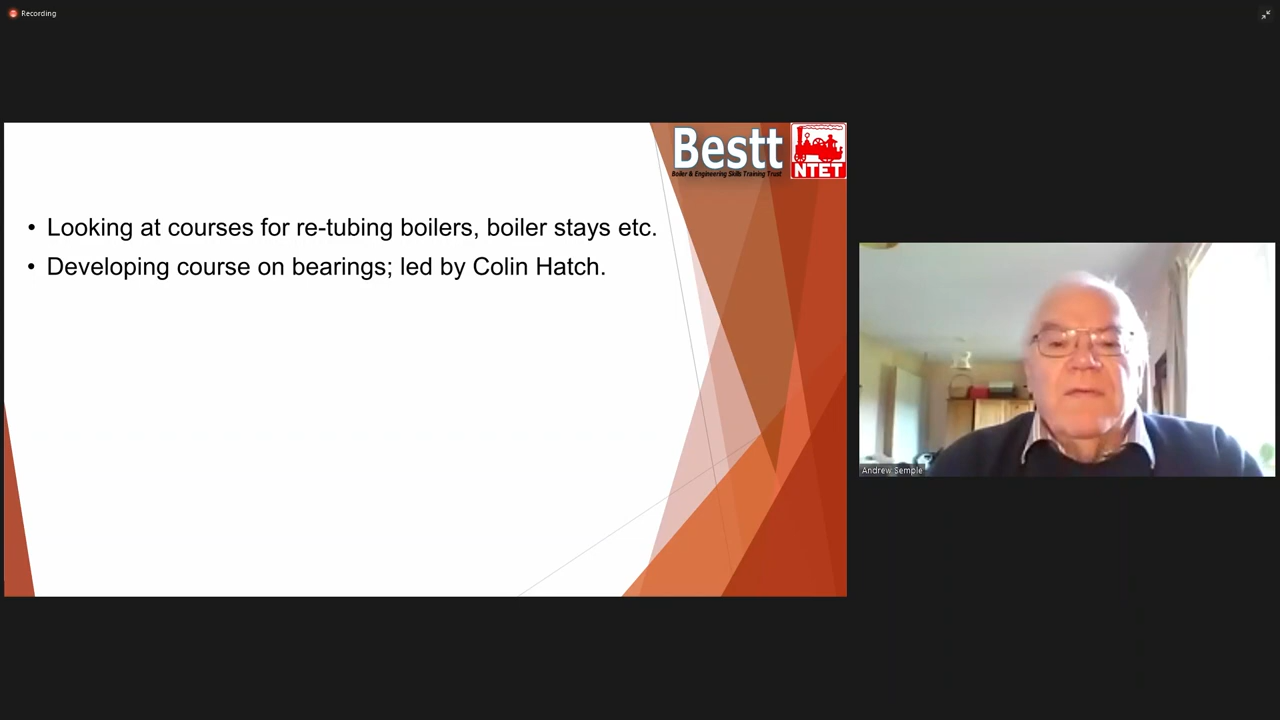 Recording
Bestt
Boiler & Engineering Skills Training Trust
NTET
• Looking at courses for re-tubing boilers, boiler stays etc.
• Developing course on bearings; led by Colin Hatch.
Andrew Semple